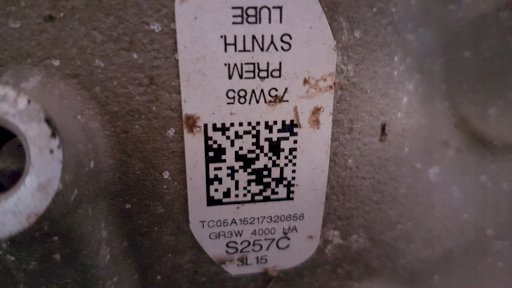 75W85
PREM.
SYNTH.
LUBE
TC05A15217320656
GR3W 4000 HA
S257C
3L15